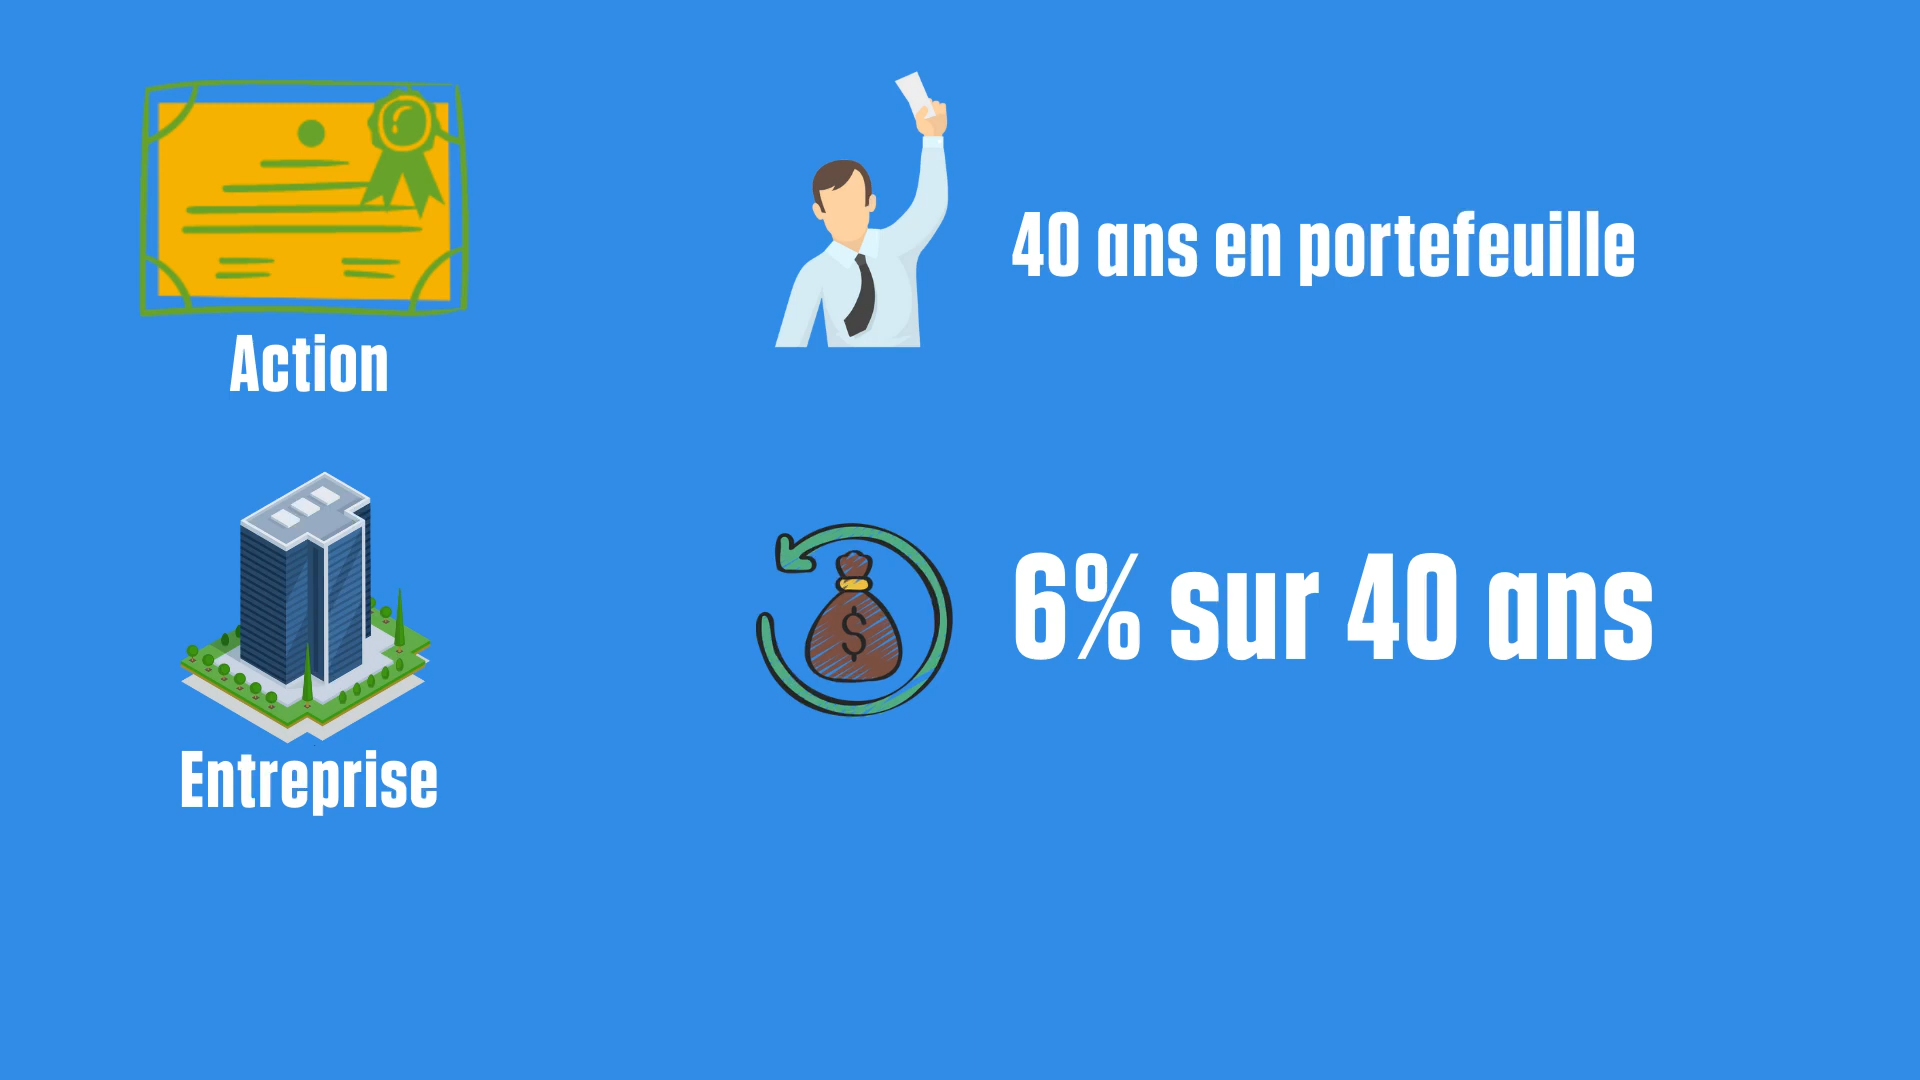 Action
40 ans en portefeuille
Entreprise
6% sur 40 ans